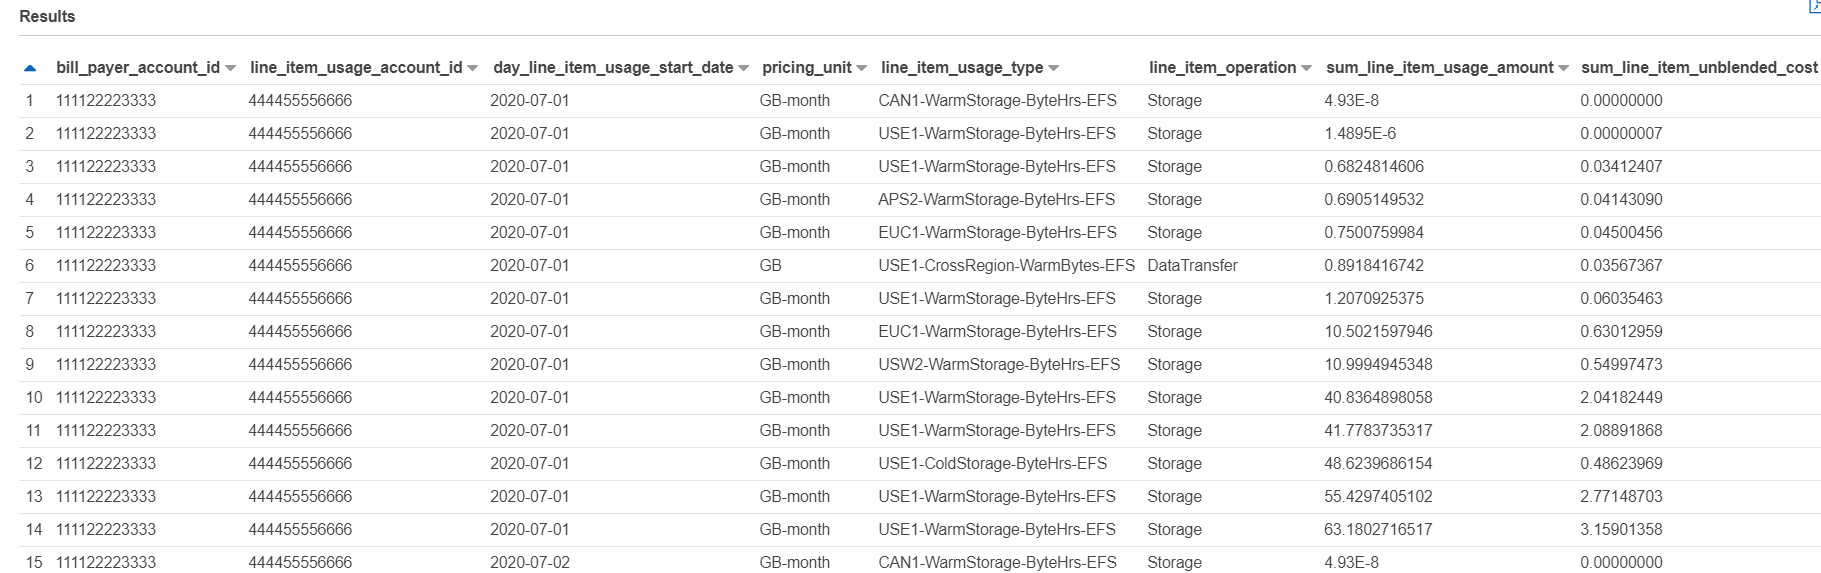 Results
bill_payer_account_id line_item_usage_account_id day_line_item_usage_start_date pricing_unit line_item_usage_type line_item_operation sum_line_item_usage_amount sum_line_item_unblended_cost
1 111122223333 444455556666 2020-07-01 GB-month CAN1-WarmStorage-ByteHrs-EFS Storage 4.93E-8 0.00000000
2 111122223333 444455556666 2020-07-01 GB-month USE1-WarmStorage-ByteHrs-EFS Storage 1.4895E-6 0.00000007
3 111122223333 444455556666 2020-07-01 GB-month USE1-WarmStorage-ByteHrs-EFS Storage 0.6824814606 0.03412407
4 111122223333 444455556666 2020-07-01 GB-month APS2-WarmStorage-ByteHrs-EFS Storage 0.6905149532 0.04143090
5 111122223333 444455556666 2020-07-01 GB-month EUC1-WarmStorage-ByteHrs-EFS Storage 0.7500759984 0.04500456
6 111122223333 444455556666 2020-07-01 GB USE1-CrossRegion-WarmBytes-EFS DataTransfer 0.8918416742 0.03567367
7 111122223333 444455556666 2020-07-01 GB-month USE1-WarmStorage-ByteHrs-EFS Storage 1.2070925375 0.06035463
8 111122223333 444455556666 2020-07-01 GB-month EUC1-WarmStorage-ByteHrs-EFS Storage 10.5021597946 0.63012959
9 111122223333 444455556666 2020-07-01 GB-month USW2-WarmStorage-ByteHrs-EFS Storage 10.9994945348 0.54997473
10 111122223333 444455556666 2020-07-01 GB-month USE1-WarmStorage-ByteHrs-EFS Storage 40.8364898058 2.04182449
11 111122223333 444455556666 2020-07-01 GB-month USE1-WarmStorage-ByteHrs-EFS Storage 41.7783735317 2.08891868
12 111122223333 444455556666 2020-07-01 GB-month USE1-ColdStorage-ByteHrs-EFS Storage 48.6239686154 0.48623969
13 111122223333 444455556666 2020-07-01 GB-month USE1-WarmStorage-ByteHrs-EFS Storage 55.4297405102 2.77148703
14 111122223333 444455556666 2020-07-01 GB-month USE1-WarmStorage-ByteHrs-EFS Storage 63.1802716517 3.15901358
15 111122223333 444455556666 2020-07-02 GB-month CAN1-WarmStorage-ByteHrs-EFS Storage 4.93E-8 0.00000000